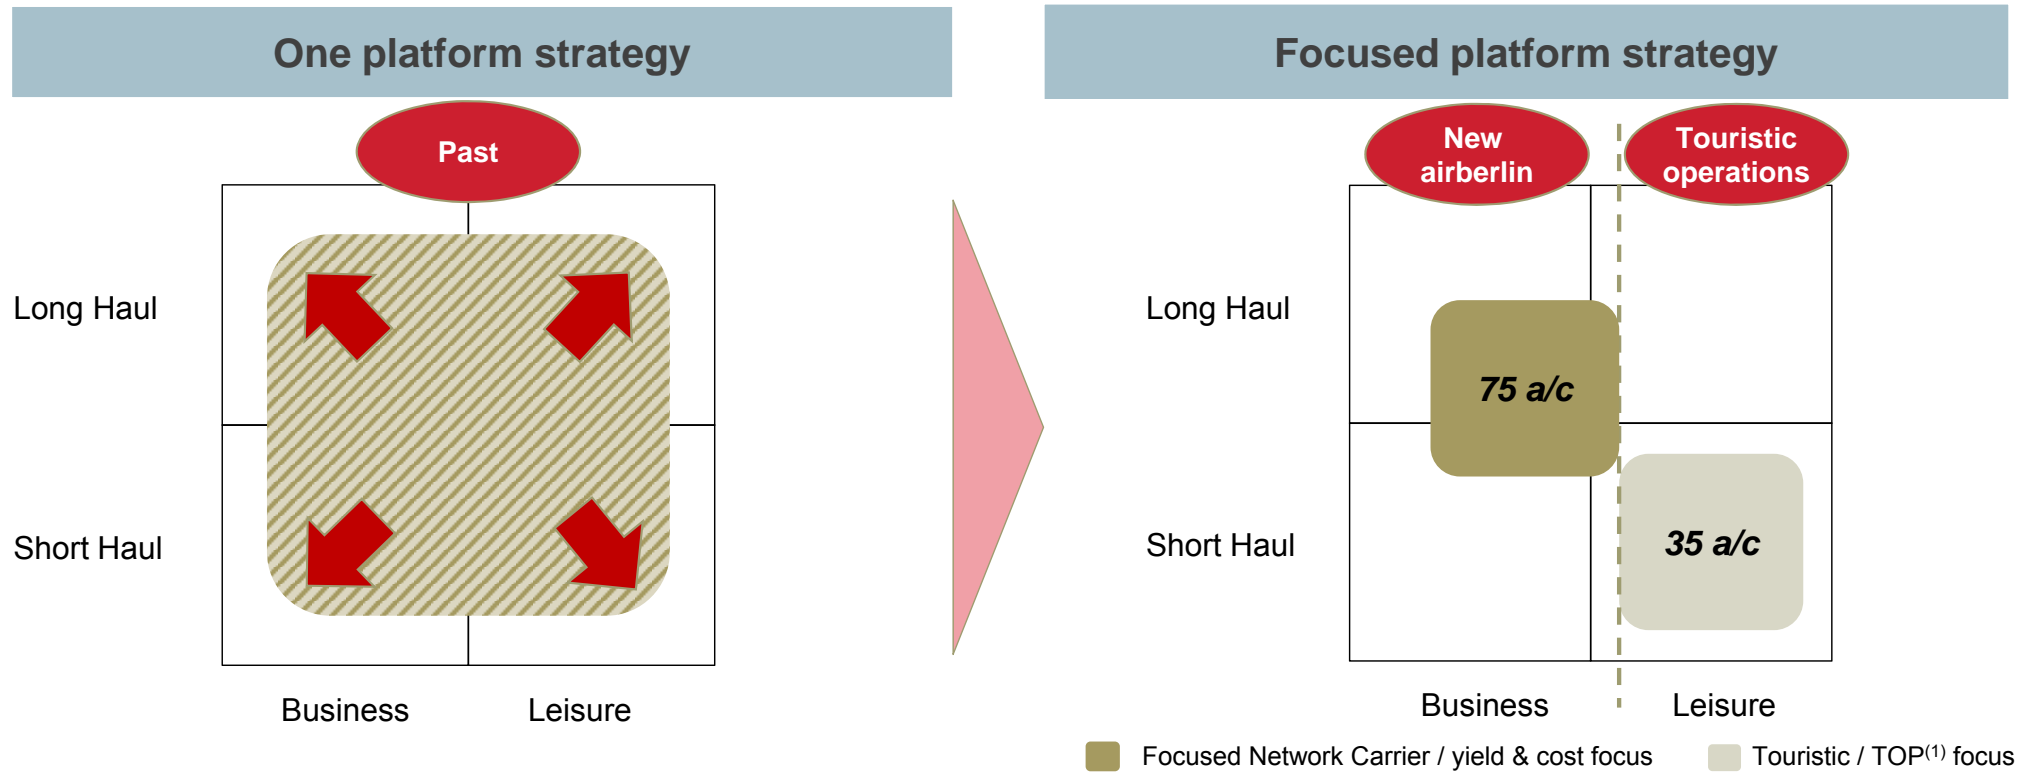 One platform strategy
Past
Long Haul
Short Haul
Business Leisure
Focused platform strategy
New
airberlin
Touristic
operations
Long Haul
75 a/c
Short Haul
35 a/c
Business Leisure
Focused Network Carrier / yield & cost focus
Touristic / TOP(1) focus